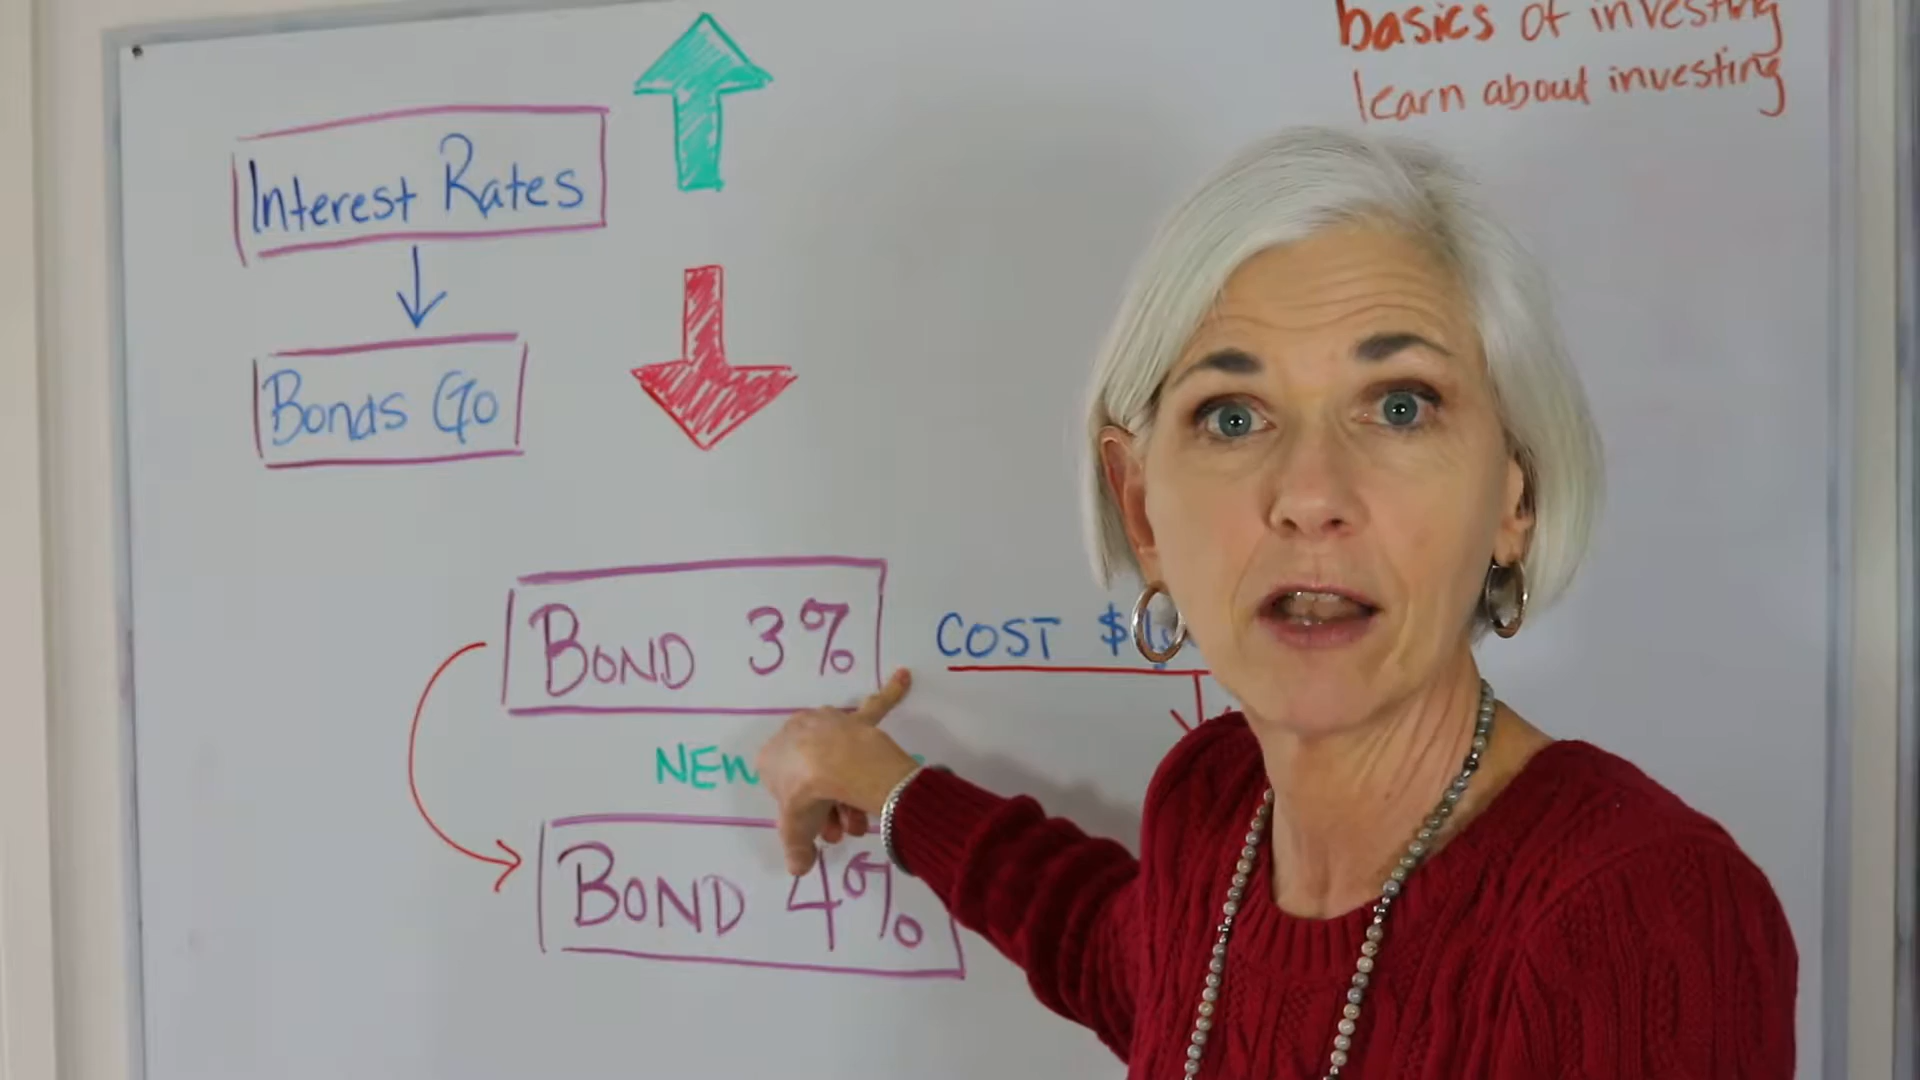 basics of investing
learn about investing
Interest Rates
Bonds Go
BOND 3%
COST $
BOND 4%